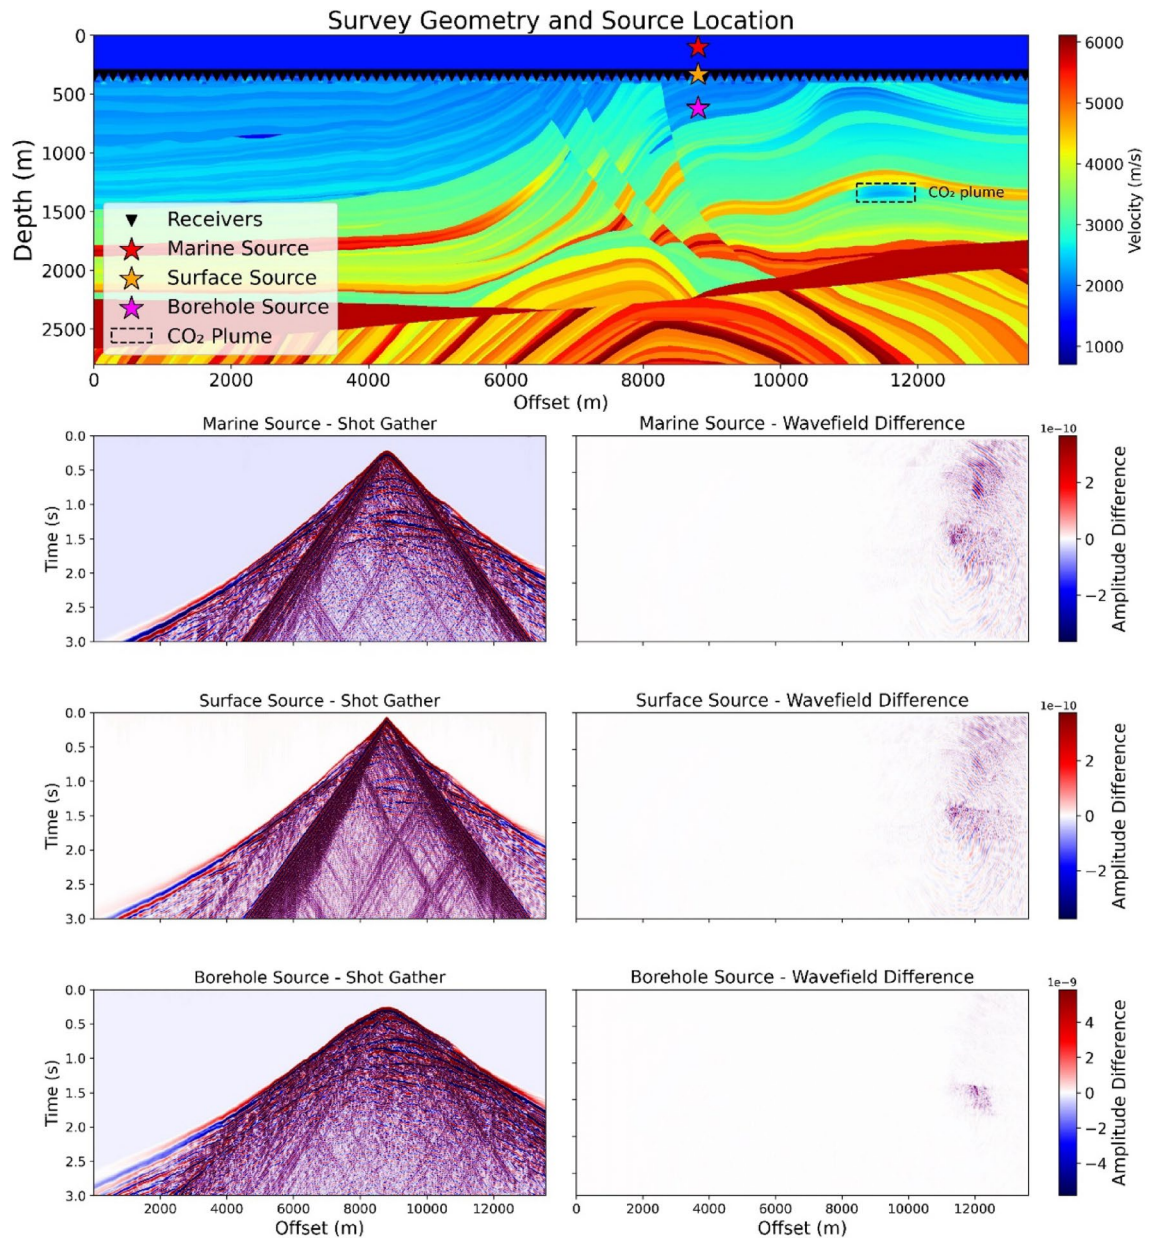 Survey Geometry and Source Location
0
500
1000
1500
2000
2500
Depth (m)
CO₂ plume
Receivers
Marine Source
Surface Source
Borehole Source
CO₂ Plume
0 2000 4000 6000 8000 10000 12000
Offset (m)
6000
5000
4000
3000
2000
1000
Velocity (m/s)
Marine Source - Shot Gather
0.0
0.5
1.0
1.5
2.0
2.5
3.0
Time (s)
Marine Source - Wavefield Difference
1e−10
2
0
−2
Amplitude Difference
Surface Source - Shot Gather
0.0
0.5
1.0
1.5
2.0
2.5
3.0
Time (s)
Surface Source - Wavefield Difference
1e−10
2
0
−2
Amplitude Difference
Borehole Source - Shot Gather
0.0
0.5
1.0
1.5
2.0
2.5
3.0
Time (s)
2000 4000 6000 8000 10000 12000
Offset (m)
Borehole Source - Wavefield Difference
0 2000 4000 6000 8000 10000 12000
Offset (m)
1e−9
4
2
0
−2
−4
Amplitude Difference